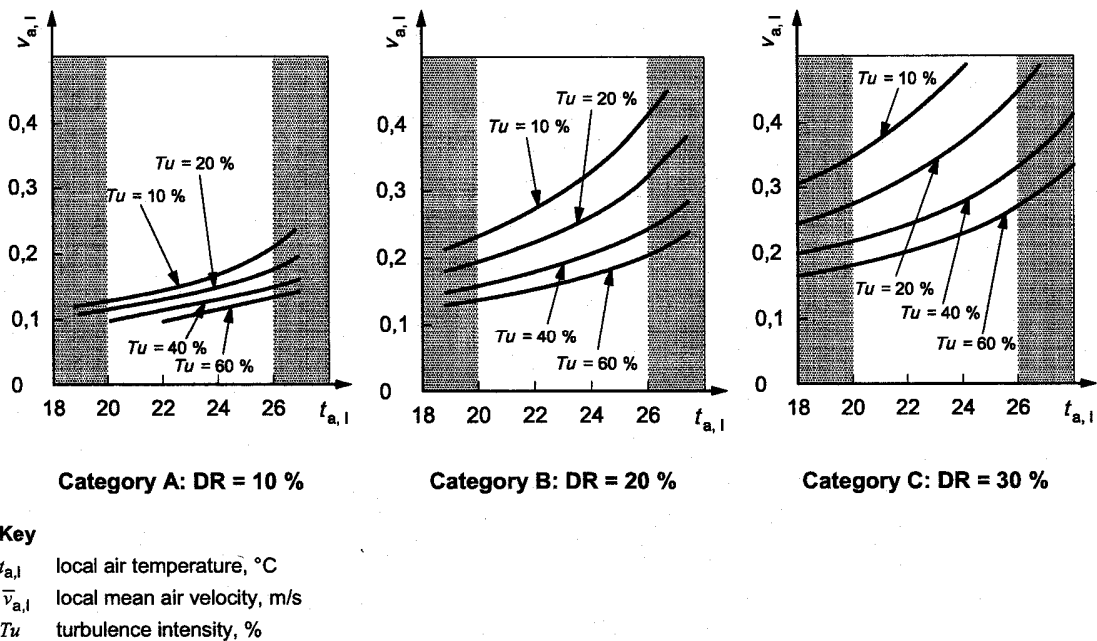 v̄a, l
0,4
0,3
0,2
0,1
0
18 20 22 24 26 ta, l
Tu = 20 %
Tu = 10 %
Tu = 40 %
Tu = 60 %
Category A: DR = 10 %
v̄a, l
0,4
0,3
0,2
0,1
0
18 20 22 24 26 ta, l
Tu = 20 %
Tu = 10 %
Tu = 40 %
Tu = 60 %
Category B: DR = 20 %
v̄a, l
0,4
0,3
0,2
0,1
0
18 20 22 24 26 ta, l
Tu = 10 %
Tu = 20 %
Tu = 40 %
Tu = 60 %
Category C: DR = 30 %
Key
ta,l local air temperature, °C
v̄a,l local mean air velocity, m/s
Tu turbulence intensity, %